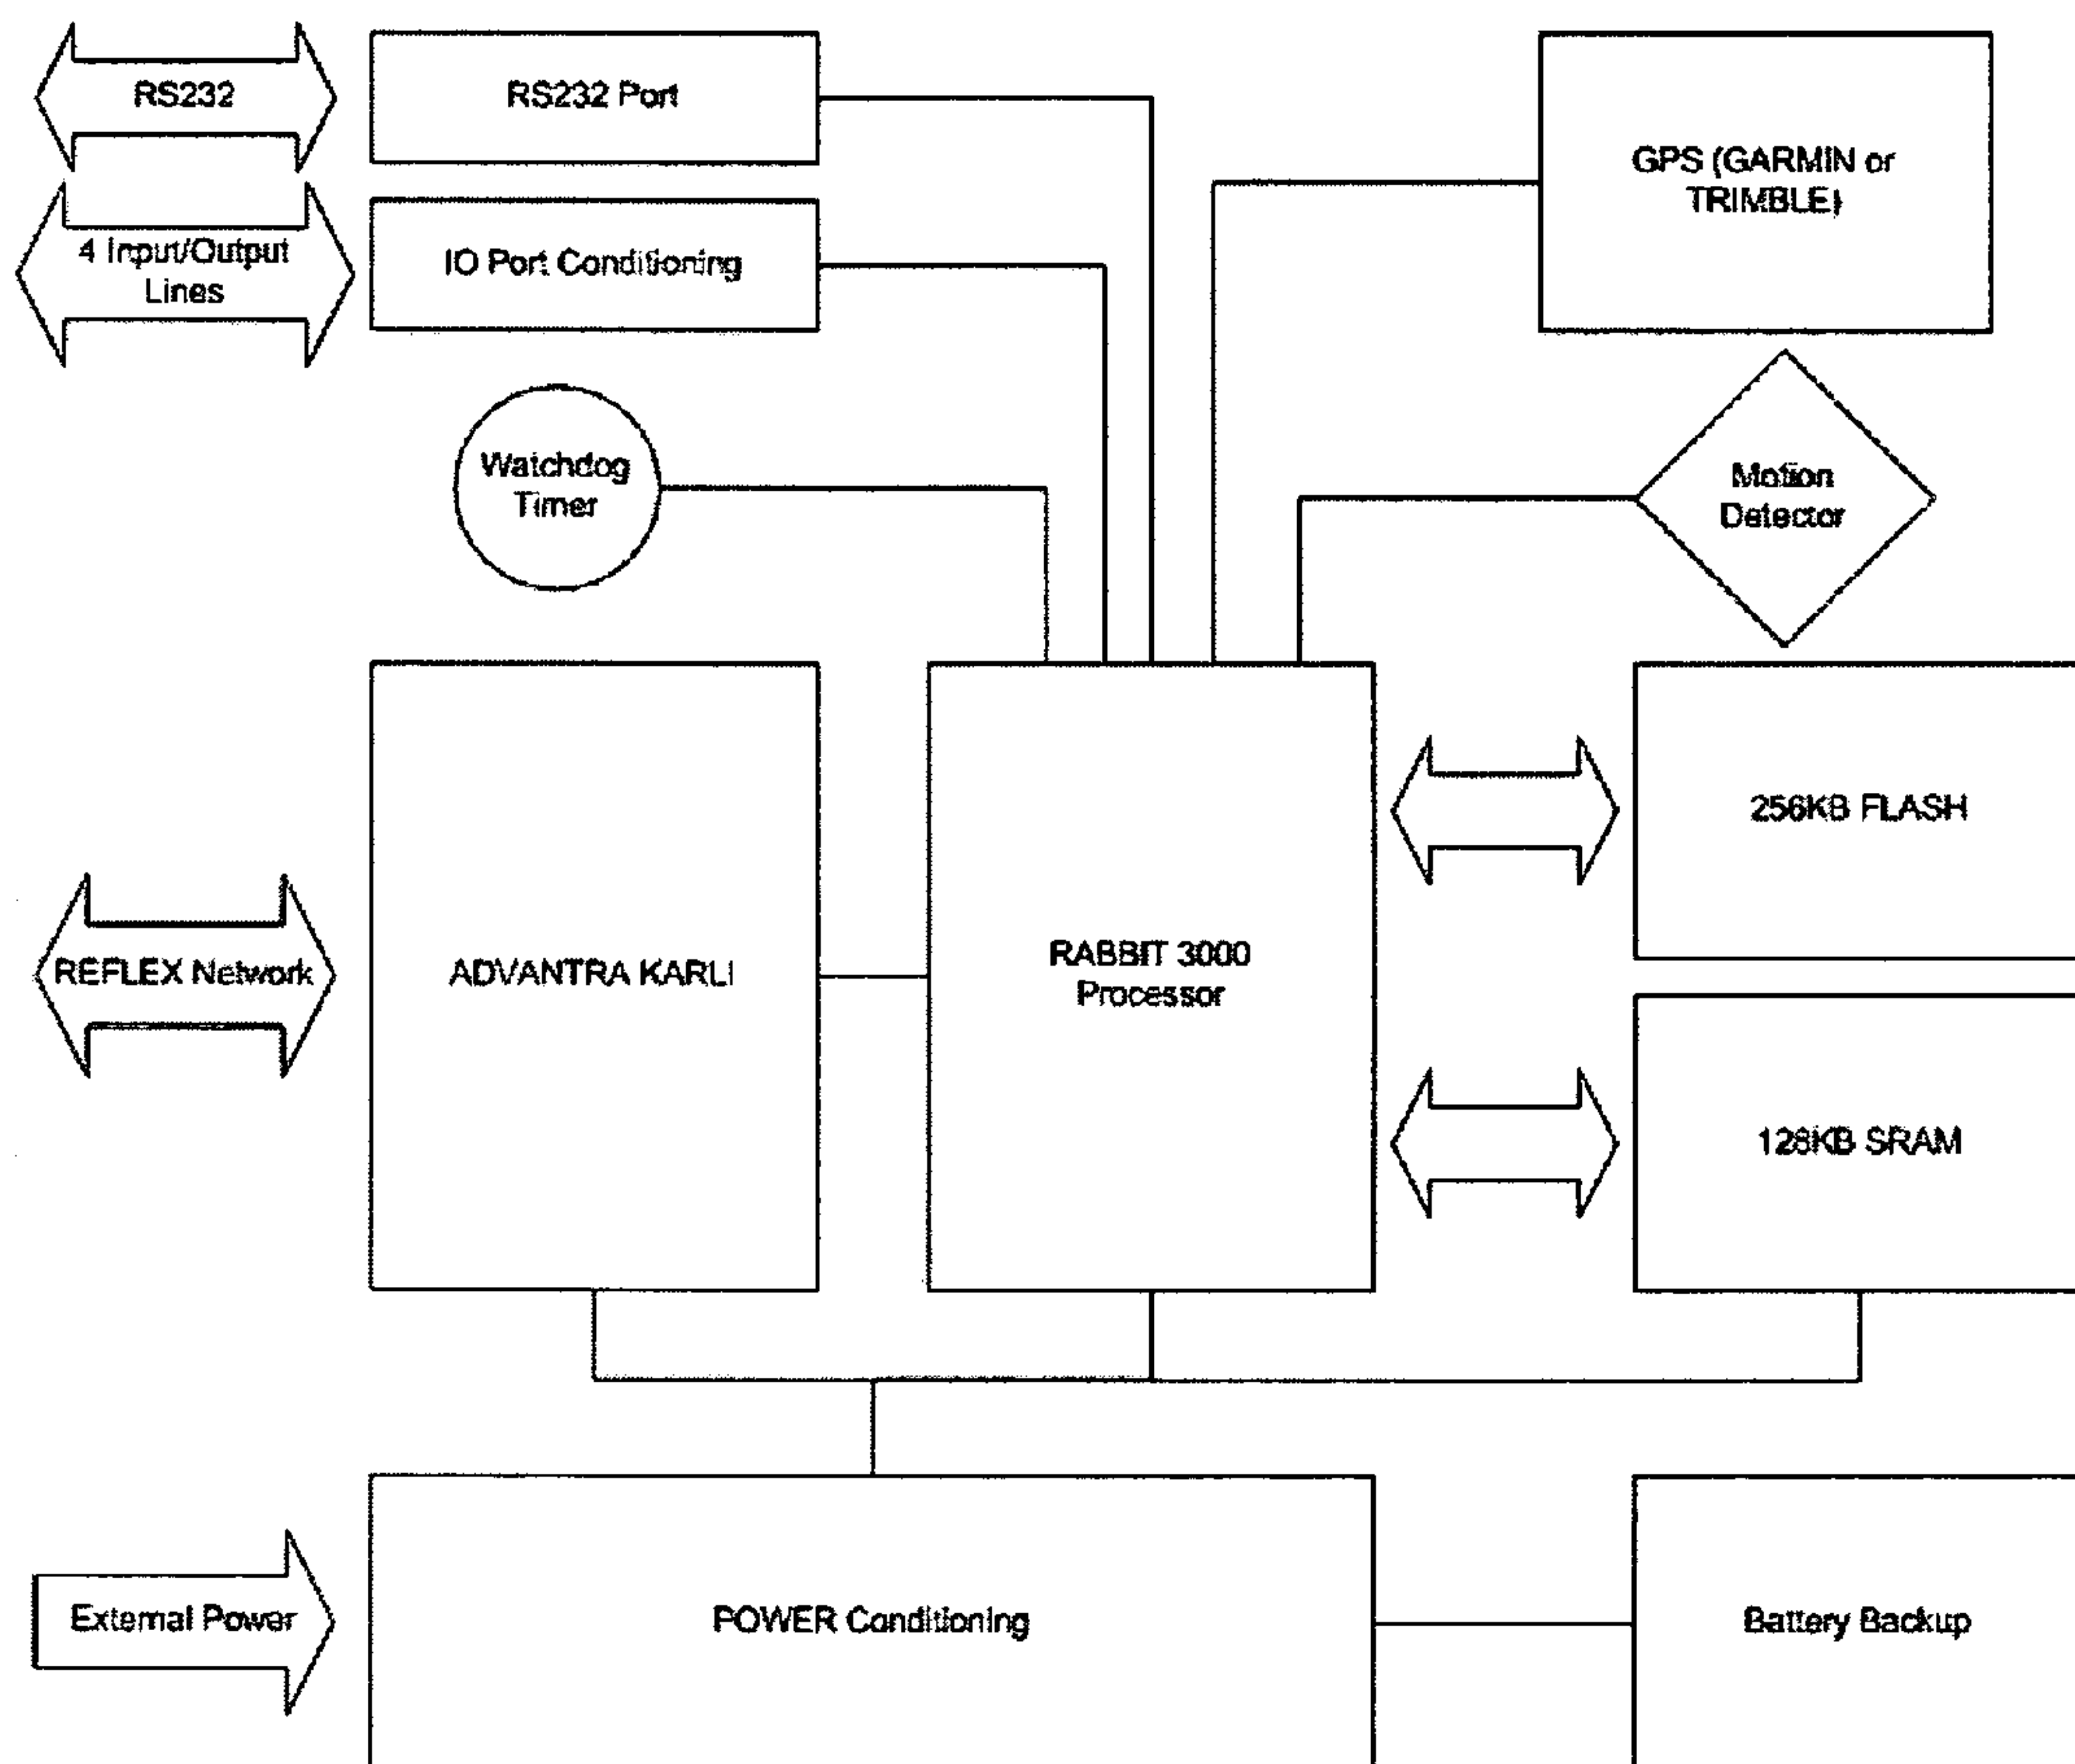 RS232
RS232 Port
GPS (GARMIN or
TRIMBLE)
4 Input/Output
Lines
IO Port Conditioning
Watchdog
Timer
Motion
Detector
256KB FLASH
REFLEX Network
ADVANTRA KARLI
RABBIT 3000
Processor
128KB SRAM
External Power
POWER Conditioning
Battery Backup